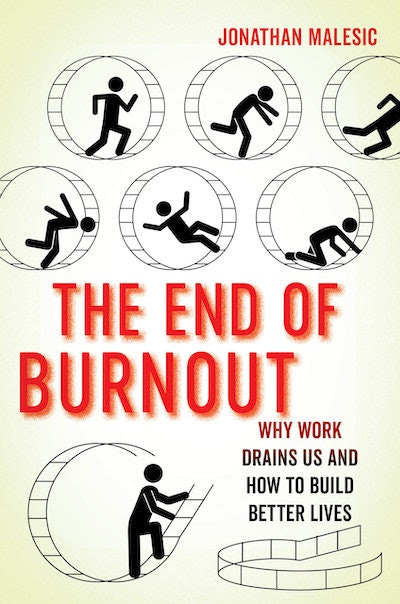 JONATHAN MALESIC
THE END OF
BURNOUT
WHY WORK
DRAINS US AND
HOW TO BUILD
BETTER LIVES